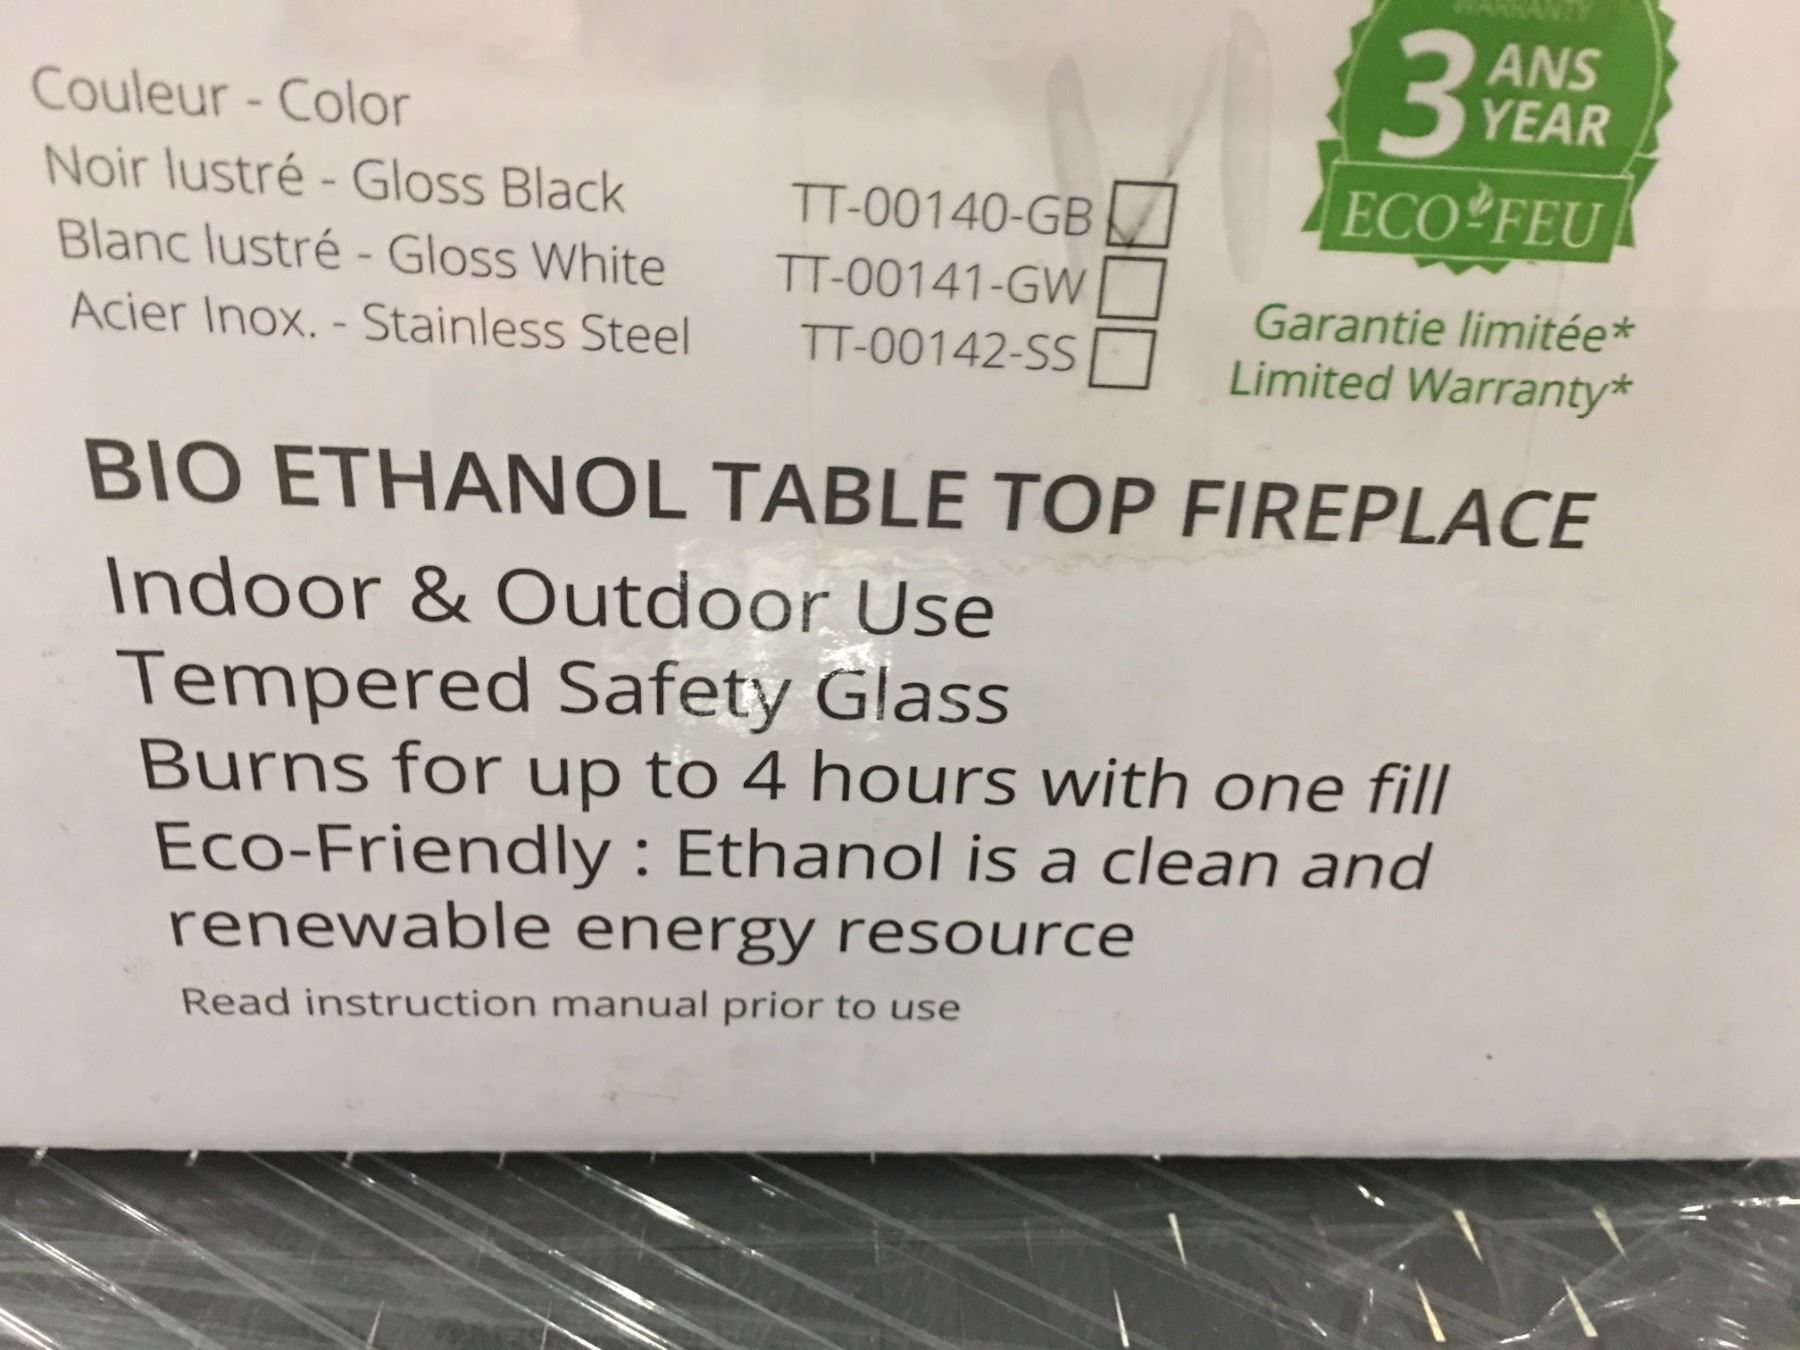 WARRANTY
3 ANS
YEAR
ECO-FEU
Garantie limitée*
Limited Warranty*
Couleur - Color
Noir lustré - Gloss Black TT-00140-GB
Blanc lustré - Gloss White TT-00141-GW
Acier Inox. - Stainless Steel TT-00142-SS
BIO ETHANOL TABLE TOP FIREPLACE
Indoor & Outdoor Use
Tempered Safety Glass
Burns for up to 4 hours with one fill
Eco-Friendly : Ethanol is a clean and
renewable energy resource
Read instruction manual prior to use